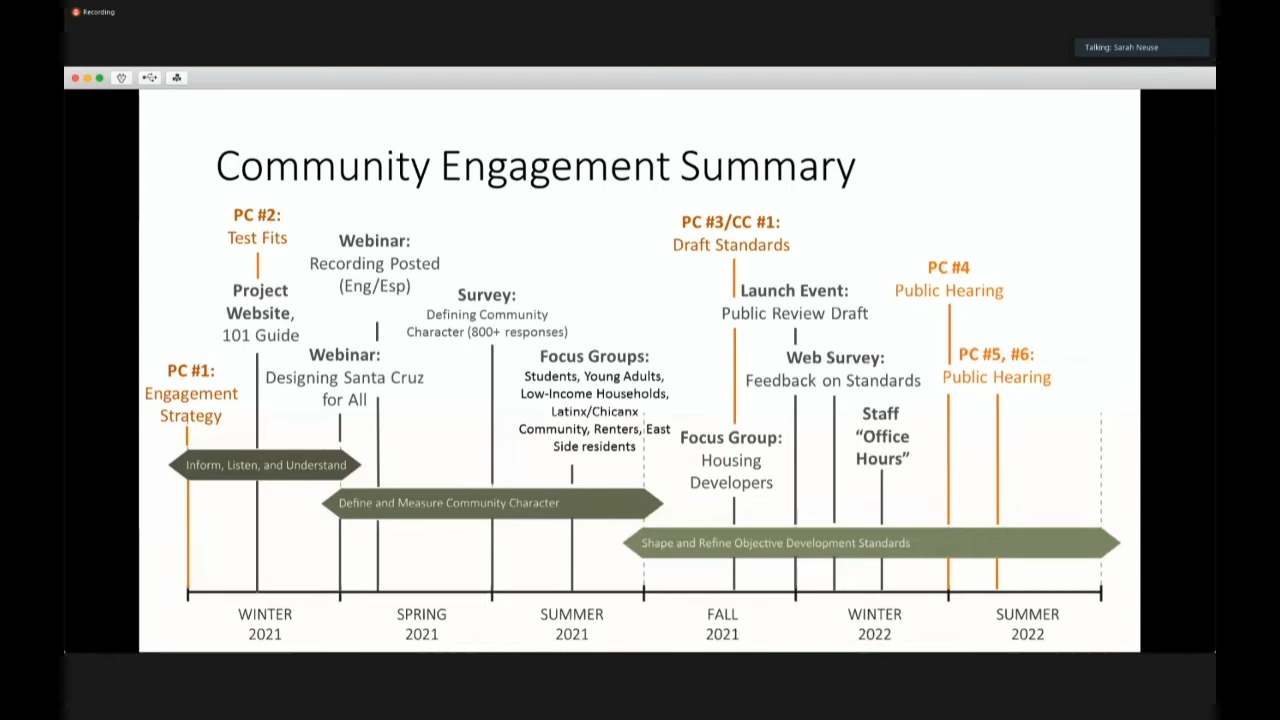 Recording
Talking: Sarah Neuse
Community Engagement Summary
PC #2:
Test Fits
Project
Website,
101 Guide
PC #1:
Engagement
Strategy
Webinar:
Recording Posted
(Eng/Esp)
Webinar:
Designing Santa Cruz
for All
Survey:
Defining Community
Character (800+ responses)
Focus Groups:
Students, Young Adults,
Low-Income Households,
Latinx/Chicanx
Community, Renters, East
Side residents
PC #3/CC #1:
Draft Standards
Focus Group:
Housing
Developers
Launch Event:
Public Review Draft
Web Survey:
Feedback on Standards
Staff
“Office
Hours”
PC #4
Public Hearing
PC #5, #6:
Public Hearing
Inform, Listen, and Understand
Define and Measure Community Character
Shape and Refine Objective Development Standards
WINTER
2021
SPRING
2021
SUMMER
2021
FALL
2021
WINTER
2022
SUMMER
2022